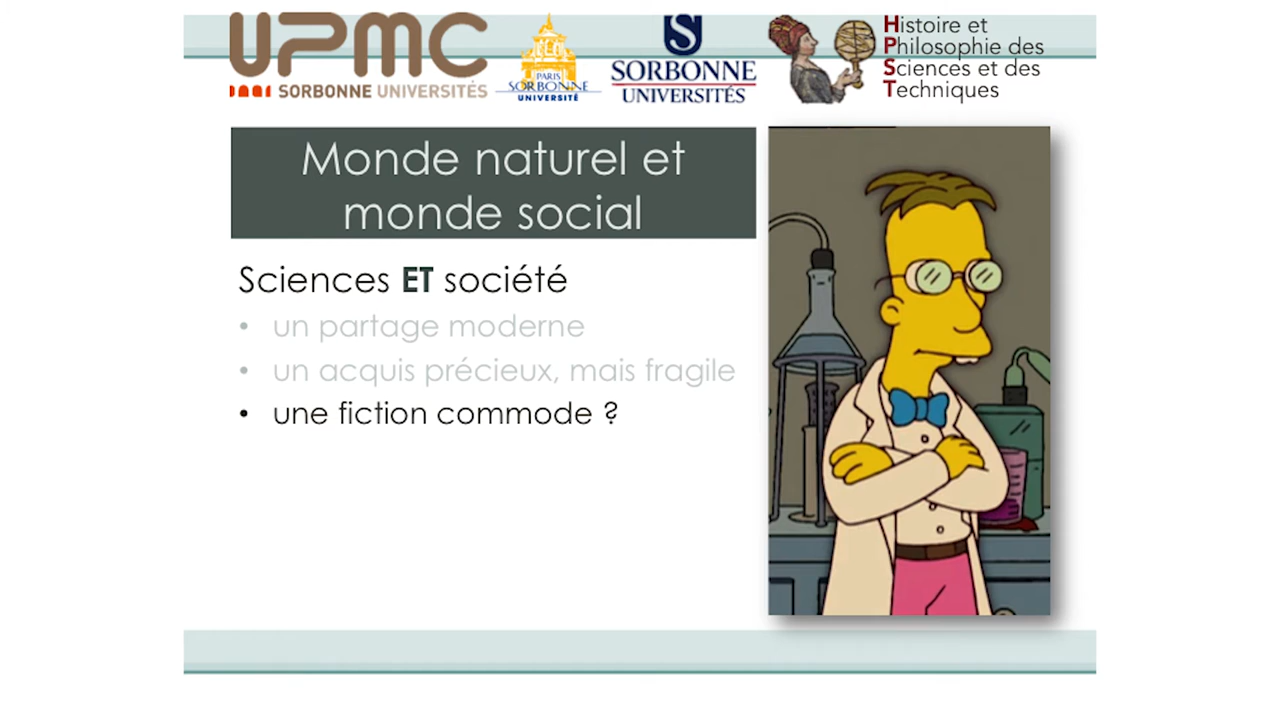 UPMC
SORBONNE UNIVERSITÉS
PARIS
SORBONNE
UNIVERSITÉ
S
SORBONNE
UNIVERSITÉS
Histoire et
Philosophie des
Sciences et des
Techniques
Monde naturel et
monde social
Sciences ET société
• un partage moderne
• un acquis précieux, mais fragile
• une fiction commode ?